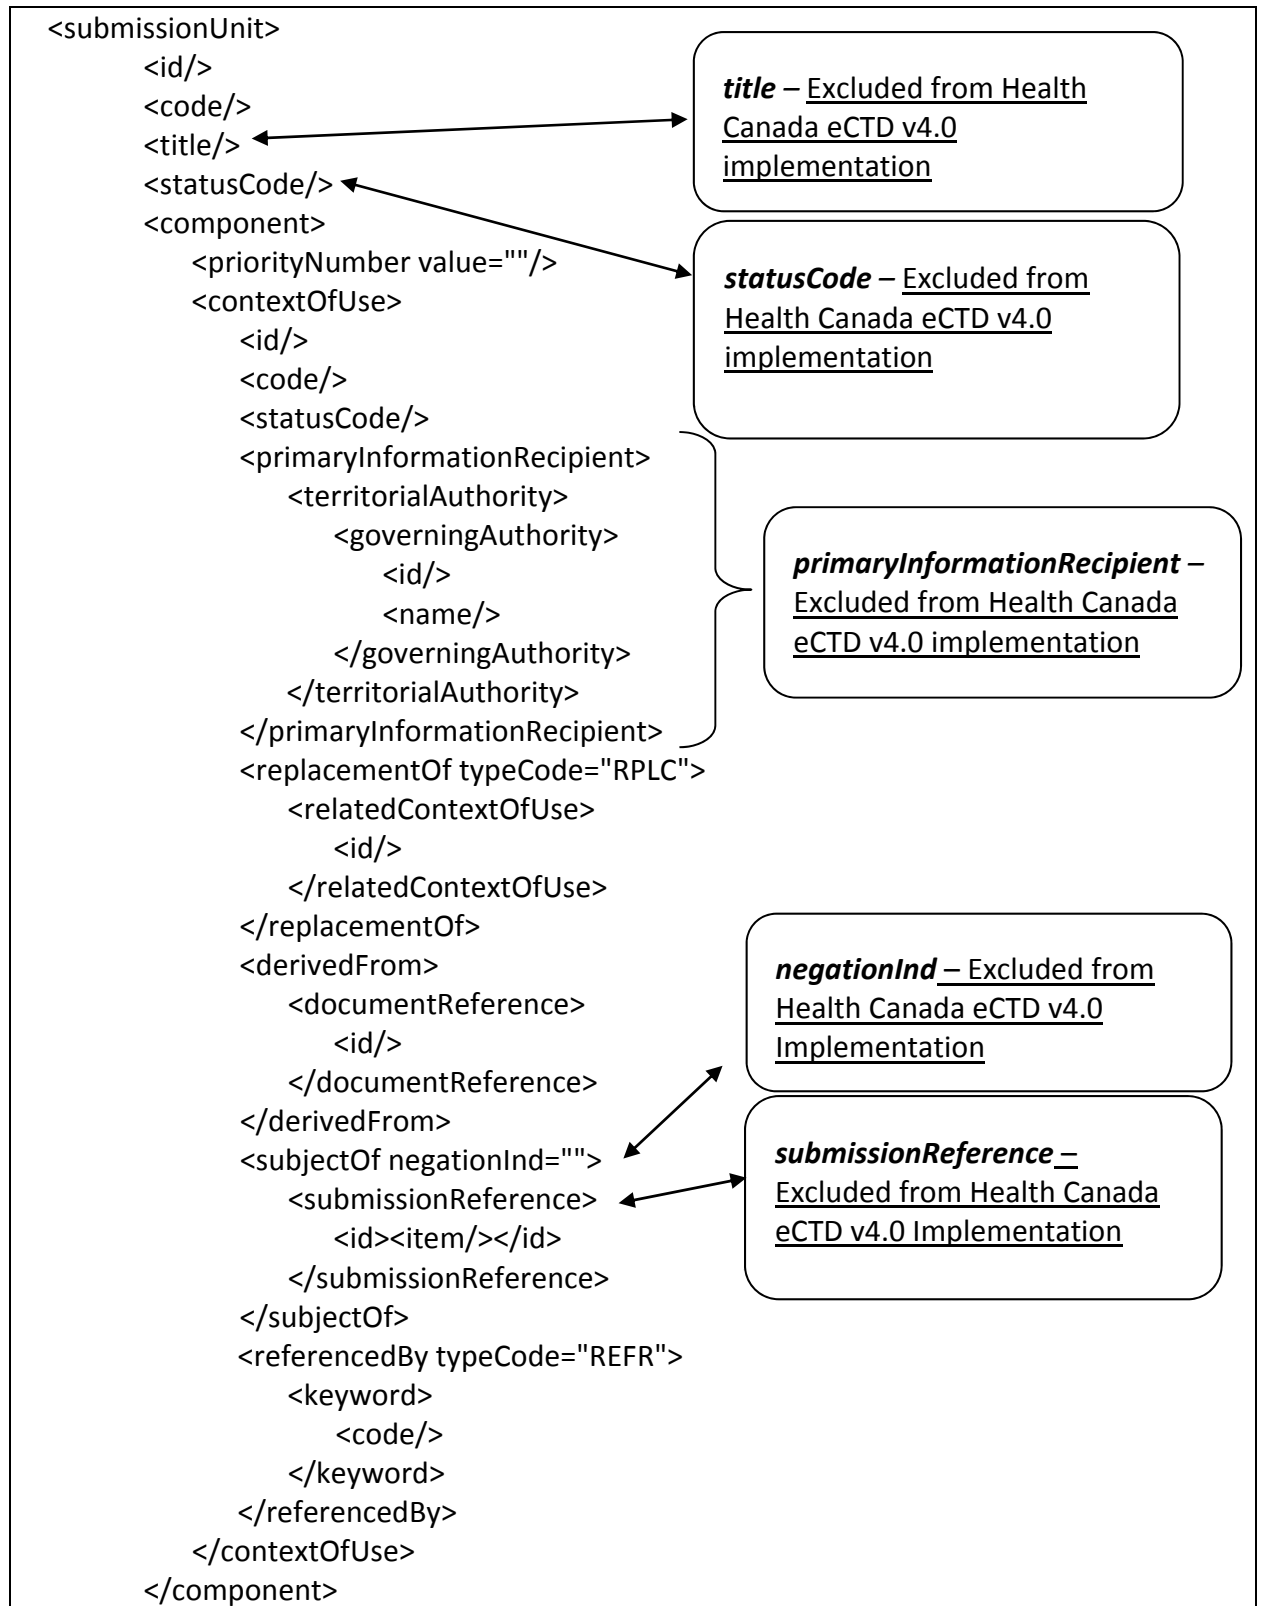 <submissionUnit>
<id/>
<code/>
<title/>
<statusCode/>
<component>
<priorityNumber value=""/>
<contextOfUse>
<id/>
<code/>
<statusCode/>
<primaryInformationRecipient>
<territorialAuthority>
<governingAuthority>
<id/>
<name/>
</governingAuthority>
</territorialAuthority>
</primaryInformationRecipient>
<replacementOf typeCode="RPLC">
<relatedContextOfUse>
<id/>
</relatedContextOfUse>
</replacementOf>
<derivedFrom>
<documentReference>
<id/>
</documentReference>
</derivedFrom>
<subjectOf negationInd="">
<submissionReference>
<id><item/></id>
</submissionReference>
</subjectOf>
<referencedBy typeCode="REFR">
<keyword>
<code/>
</keyword>
</referencedBy>
</contextOfUse>
</component>
title – Excluded from Health
Canada eCTD v4.0
implementation
statusCode – Excluded from
Health Canada eCTD v4.0
implementation
primaryInformationRecipient –
Excluded from Health Canada
eCTD v4.0 implementation
negationInd – Excluded from
Health Canada eCTD v4.0
Implementation
submissionReference –
Excluded from Health Canada
eCTD v4.0 Implementation